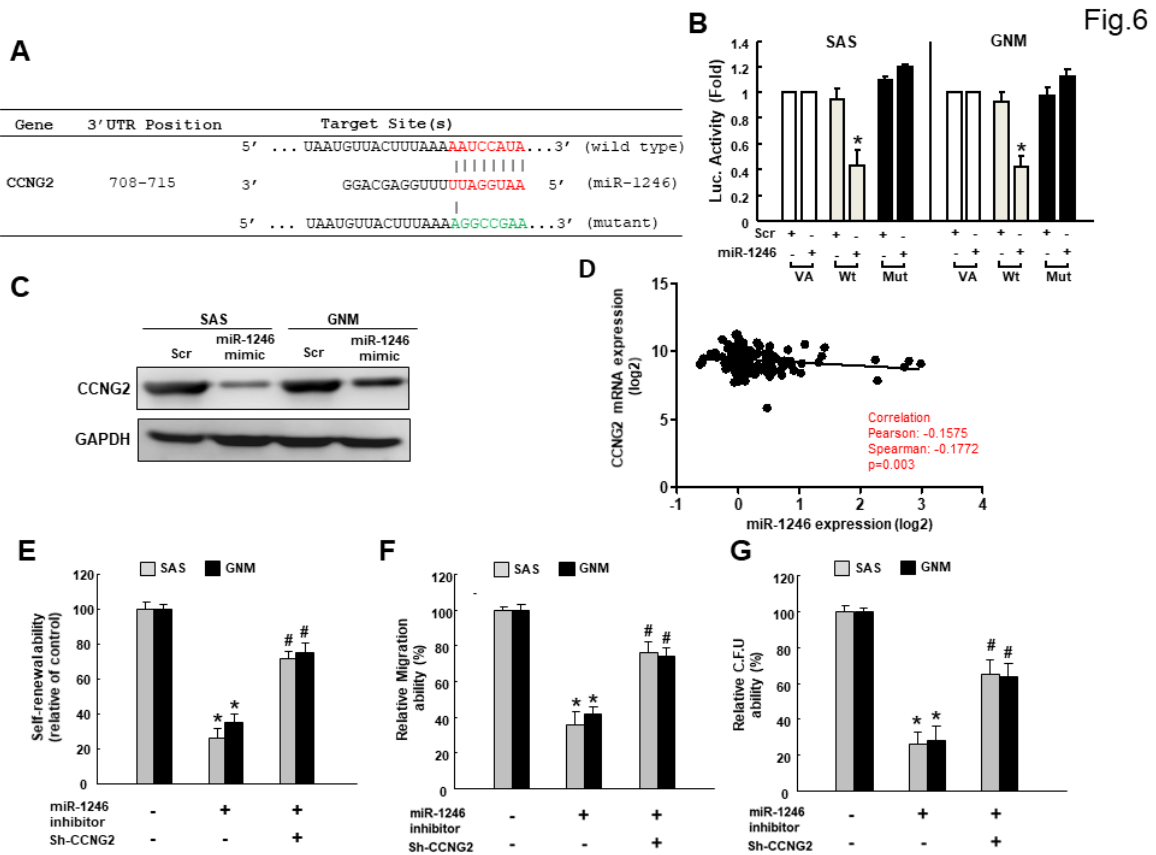 Fig.6
A
Gene 3'UTR Position Target Site(s)
5' ... UAAUGUUACUUUAAAAAUCCAUA...3' (wild type)
CCNG2 708-715 3' GGACGAGGUUUUUAGGUAA 5' (miR-1246)
5' ... UAAUGUUACUUUAAAAGGCCGAA...3' (mutant)
B
SAS GNM
Luc. Activity (Fold)
1.4
1.2
1
0.8
0.6
0.4
0.2
0
* *
Scr + - + - + - + - + - + -
miR-1246 - + - + - + - + - + - +
VA Wt Mut VA Wt Mut
C
SAS GNM
Scr miR-1246 mimic Scr miR-1246 mimic
CCNG2
GAPDH
D
CCNG2 mRNA expression (log2)
15
10
5
0
-1 0 1 2 3 4
miR-1246 expression (log2)
Correlation
Pearson: -0.1575
Spearman: -0.1772
p=0.003
E
SAS GNM
Self-renewal ability
(relative of control)
120
100
80
60
40
20
0
* * # #
miR-1246 inhibitor - + +
Sh-CCNG2 - - +
F
SAS GNM
Relative Migration
ability (%)
120
100
80
60
40
20
0
* * # #
miR-1246 inhibitor - + +
Sh-CCNG2 - - +
G
SAS GNM
Relative C.F.U
ability (%)
120
100
80
60
40
20
0
* * # #
miR-1246 inhibitor - + +
Sh-CCNG2 - - +